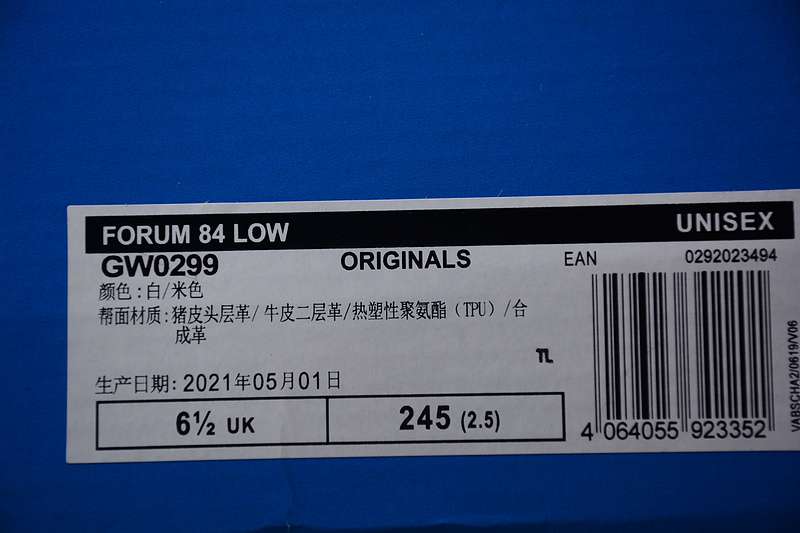 FORUM 84 LOW UNISEX
GW0299 ORIGINALS EAN 0292023494
颜色:白/米色
帮面材质:猪皮头层革/ 牛皮二层革/热塑性聚氨酯(TPU)/合
成革
π
生产日期: 2021年05月01日
6½ UK 245 (2.5)
4 064055 923352
VABSCHA2/0619/V06